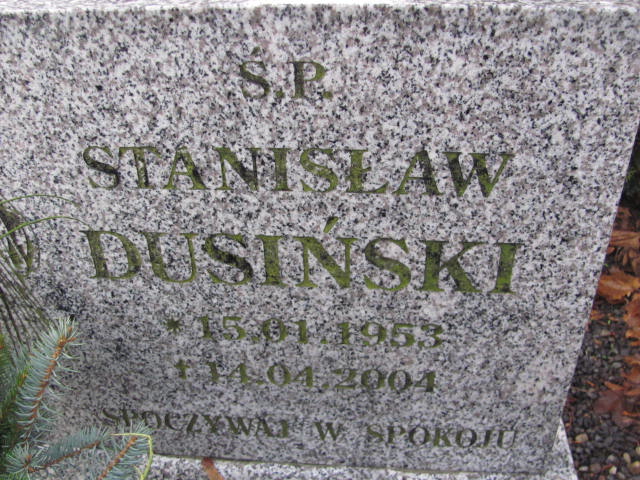 Ś.P.
STANISŁAW
DUSIŃSKI
* 15.01.1953
† 14.04.2004
SPOCZYWAJ W SPOKOJU